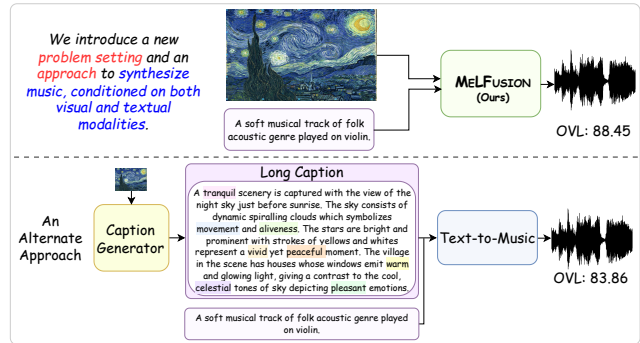 We introduce a new
problem setting and an
approach to synthesize
music, conditioned on both
visual and textual
modalities.
A soft musical track of folk
acoustic genre played on violin.
MELFUSION
(Ours)
OVL: 88.45
An
Alternate
Approach
Caption
Generator
Long Caption
A tranquil scenery is captured with the view of the
night sky just before sunrise. The sky consists of
dynamic spiralling clouds which symbolizes
movement and aliveness. The stars are bright and
prominent with strokes of yellows and whites
represent a vivid yet peaceful moment. The village
in the scene has houses whose windows emit warm
and glowing light, giving a contrast to the cool,
celestial tones of sky depicting pleasant emotions.
A soft musical track of folk acoustic genre played
on violin.
Text-to-Music
OVL: 83.86